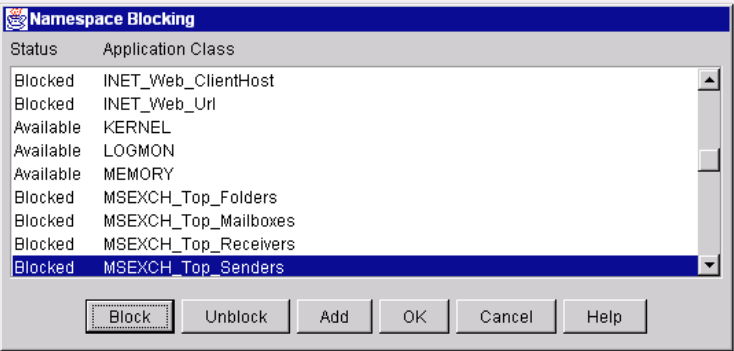 Namespace Blocking
Status Application Class
Blocked INET_Web_ClientHost
Blocked INET_Web_Url
Available KERNEL
Available LOGMON
Available MEMORY
Blocked MSEXCH_Top_Folders
Blocked MSEXCH_Top_Mailboxes
Blocked MSEXCH_Top_Receivers
Blocked MSEXCH_Top_Senders
Block Unblock Add OK Cancel Help